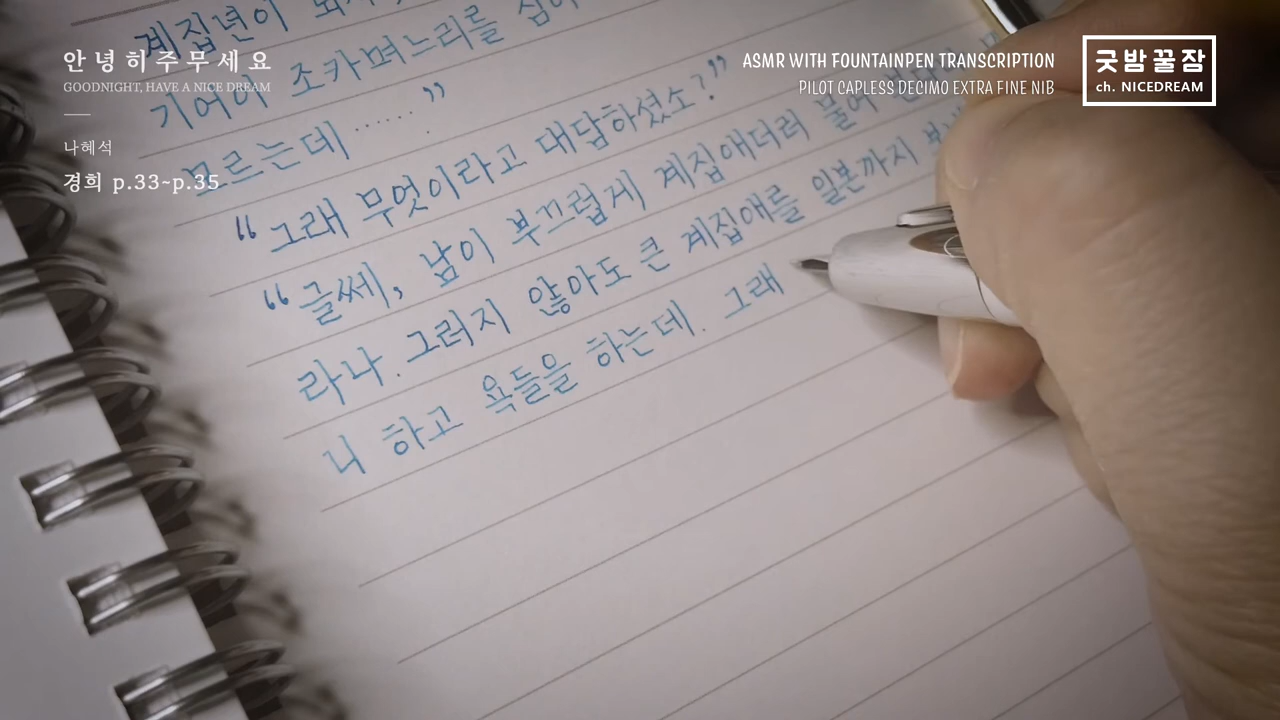 안녕히주무세요
GOODNIGHT, HAVE A NICE DREAM
나혜석
경희 p.33~p.35
ASMR WITH FOUNTAINPEN TRANSCRIPTION
PILOT CAPLESS DECIMO EXTRA FINE NIB
굿밤꿀잠
ch. NICEDREAM
계집년이
기어이 조카며느리를
모르는데……."
"그래 무엇이라고 대답하셨소?"
"글쎄, 남이 부끄럽게 계집애더러 물어
라나. 그러지 않아도 큰 계집애를 일본까지
니 하고 욕들을 하는데. 그래